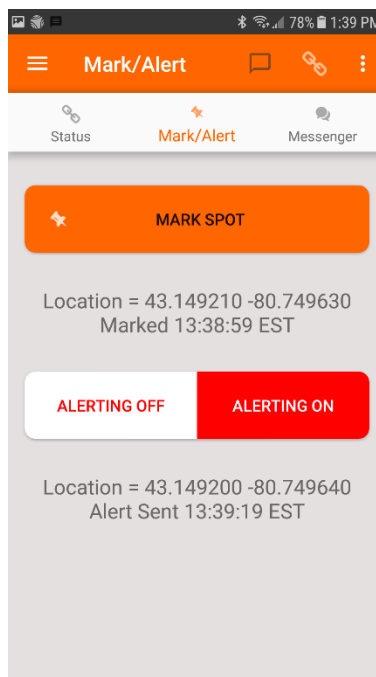 78% 1:39 PM
Mark/Alert
Status
Mark/Alert
Messenger
MARK SPOT
Location = 43.149210 -80.749630
Marked 13:38:59 EST
ALERTING OFF
ALERTING ON
Location = 43.149200 -80.749640
Alert Sent 13:39:19 EST